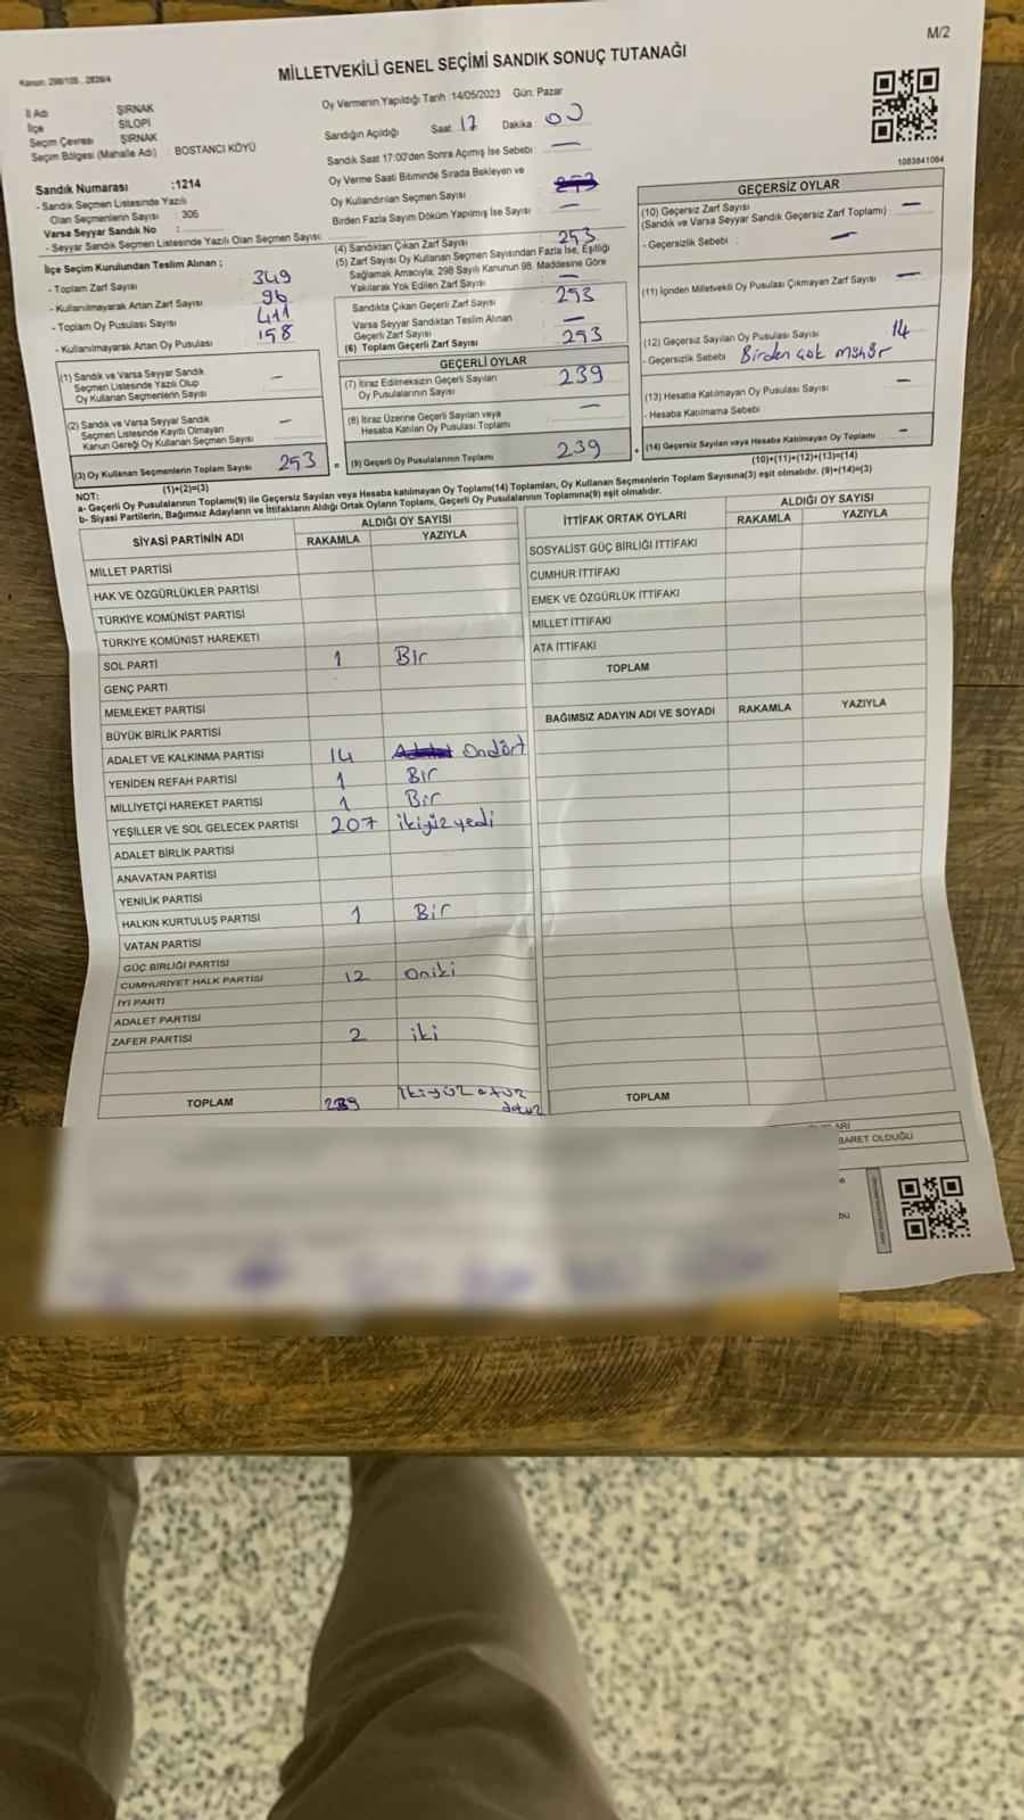 M/2
MİLLETVEKİLİ GENEL SEÇİMİ SANDIK SONUÇ TUTANAĞI
İl Adı ŞIRNAK
İlçe SİLOPİ
Seçim Çevresi ŞIRNAK
Seçim Bölgesi (Mahalle Adı) BOSTANCI KÖYÜ
Sandık Numarası :1214
- Sandık Seçmen Listesinde Yazılı
Olan Seçmenlerin Sayısı : 306
Varsa Seyyar Sandık No :
- Seyyar Sandık Seçmen Listesinde Yazılı Olan Seçmen Sayısı:
İlçe Seçim Kurulundan Teslim Alınan ;
- Toplam Zarf Sayısı 349
- Kullanılmayarak Artan Zarf Sayısı 96
- Toplam Oy Pusulası Sayısı 411
- Kullanılmayarak Artan Oy Pusulası 158
(1) Sandık ve Varsa Seyyar Sandık
Seçmen Listesinde Yazılı Olup
Oy Kullanan Seçmenlerin Sayısı —
(2) Sandık ve Varsa Seyyar Sandık
Seçmen Listesinde Kayıtlı Olmayan
Kanun Gereği Oy Kullanan Seçmen Sayısı —
(3) Oy Kullanan Seçmenlerin Toplam Sayısı 253
(1)+(2)=(3)
Oy Vermenin Yapıldığı Tarih :14/05/2023 Gün: Pazar
Sandığın Açıldığı Saat 17 Dakika 00
Sandık Saat 17:00'den Sonra Açılmış İse Sebebi : —
Oy Verme Saati Bitiminde Sırada Bekleyen ve
Oy Kullandırılan Seçmen Sayısı
Birden Fazla Sayım Döküm Yapılmış İse Sayısı —
(4) Sandıktan Çıkan Zarf Sayısı 253
(5) Zarf Sayısı Oy Kullanan Seçmen Sayısından Fazla İse, Eşitliği
Sağlamak Amacıyla, 298 Sayılı Kanunun 98. Maddesine Göre
Yakılarak Yok Edilen Zarf Sayısı —
Sandıkta Çıkan Geçerli Zarf Sayısı 253
Varsa Seyyar Sandıktan Teslim Alınan
Geçerli Zarf Sayısı —
(6) Toplam Geçerli Zarf Sayısı 253
GEÇERLİ OYLAR
(7) İtiraz Edilmeksizin Geçerli Sayılan
Oy Pusulalarının Sayısı 239
(8) İtiraz Üzerine Geçerli Sayılan veya
Hesaba Katılan Oy Pusulası Toplamı —
= (9) Geçerli Oy Pusulalarının Toplamı 239
1083841064
GEÇERSİZ OYLAR
(10) Geçersiz Zarf Sayısı —
(Sandık ve Varsa Seyyar Sandık Geçersiz Zarf Toplamı)
- Geçersizlik Sebebi : —
(11) İçinden Milletvekili Oy Pusulası Çıkmayan Zarf Sayısı —
(12) Geçersiz Sayılan Oy Pusulası Sayısı 14
- Geçersizlik Sebebi Birden çok mühür
(13) Hesaba Katılmayan Oy Pusulası Sayısı —
- Hesaba Katılmama Sebebi
+ (14) Geçersiz Sayılan veya Hesaba Katılmayan Oy Toplamı —
(10)+(11)+(12)+(13)=(14)
NOT:
a- Geçerli Oy Pusulalarının Toplamı(9) ile Geçersiz Sayılan veya Hesaba katılmayan Oy Toplamı(14) Toplamları, Oy Kullanan Seçmenlerin Toplam Sayısına(3) eşit olmalıdır. (9)+(14)=(3)
b- Siyasi Partilerin, Bağımsız Adayların ve İttifakların Aldığı Ortak Oyların Toplamı, Geçerli Oy Pusulalarının Toplamına(9) eşit olmalıdır.
SİYASİ PARTİNİN ADI ALDIĞI OY SAYISI
RAKAMLA YAZIYLA
MİLLET PARTİSİ
HAK VE ÖZGÜRLÜKLER PARTİSİ
TÜRKİYE KOMÜNİST PARTİSİ
TÜRKİYE KOMÜNİST HAREKETİ
SOL PARTİ 1 Bir
GENÇ PARTİ
MEMLEKET PARTİSİ
BÜYÜK BİRLİK PARTİSİ
ADALET VE KALKINMA PARTİSİ 14 Ondört
YENİDEN REFAH PARTİSİ 1 Bir
MİLLİYETÇİ HAREKET PARTİSİ 1 Bir
YEŞİLLER VE SOL GELECEK PARTİSİ 207 ikiyüz yedi
ADALET BİRLİK PARTİSİ
ANAVATAN PARTİSİ
YENİLİK PARTİSİ
HALKIN KURTULUŞ PARTİSİ 1 Bir
VATAN PARTİSİ
GÜÇ BİRLİĞİ PARTİSİ
CUMHURİYET HALK PARTİSİ 12 Oniki
İYİ PARTİ
ADALET PARTİSİ
ZAFER PARTİSİ 2 iki
TOPLAM 239 ikiyüz otuz
dokuz
İTTİFAK ORTAK OYLARI ALDIĞI OY SAYISI
RAKAMLA YAZIYLA
SOSYALİST GÜÇ BİRLİĞİ İTTİFAKI
CUMHUR İTTİFAKI
EMEK VE ÖZGÜRLÜK İTTİFAKI
MİLLET İTTİFAKI
ATA İTTİFAKI
TOPLAM
BAĞIMSIZ ADAYIN ADI VE SOYADI RAKAMLA YAZIYLA
TOPLAM
BARET OLDUĞU